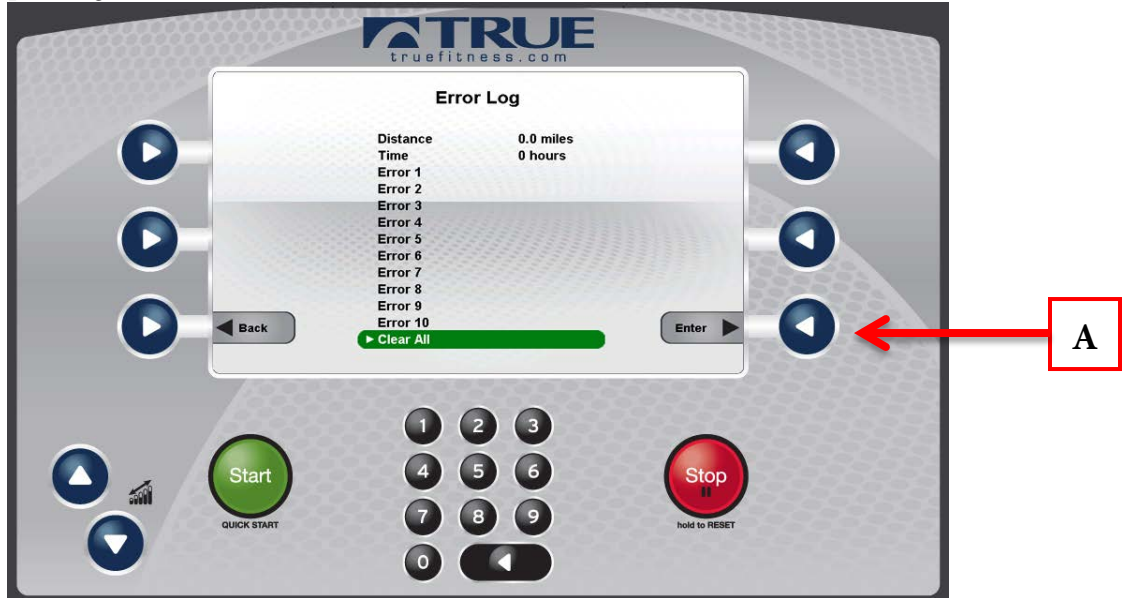 TRUE
truefitness.com
Error Log
Distance 0.0 miles
Time 0 hours
Error 1
Error 2
Error 3
Error 4
Error 5
Error 6
Error 7
Error 8
Error 9
Error 10
Back
Enter
Clear All
A
1 2 3
4 5 6
7 8 9
0
Start
QUICK START
Stop
hold to RESET